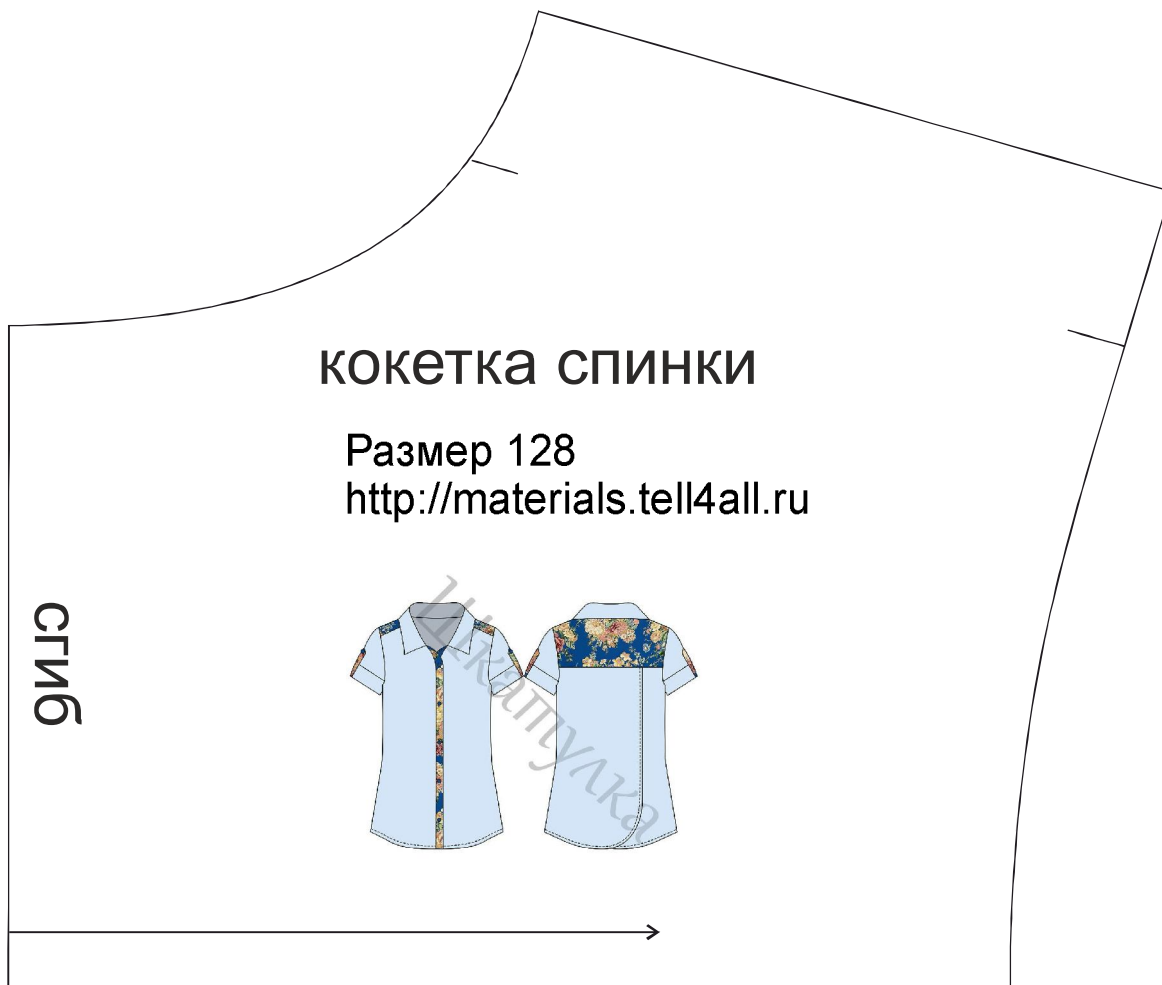 кокетка спинки
Размер 128
http://materials.tell4all.ru
сгиб
Шкатулка